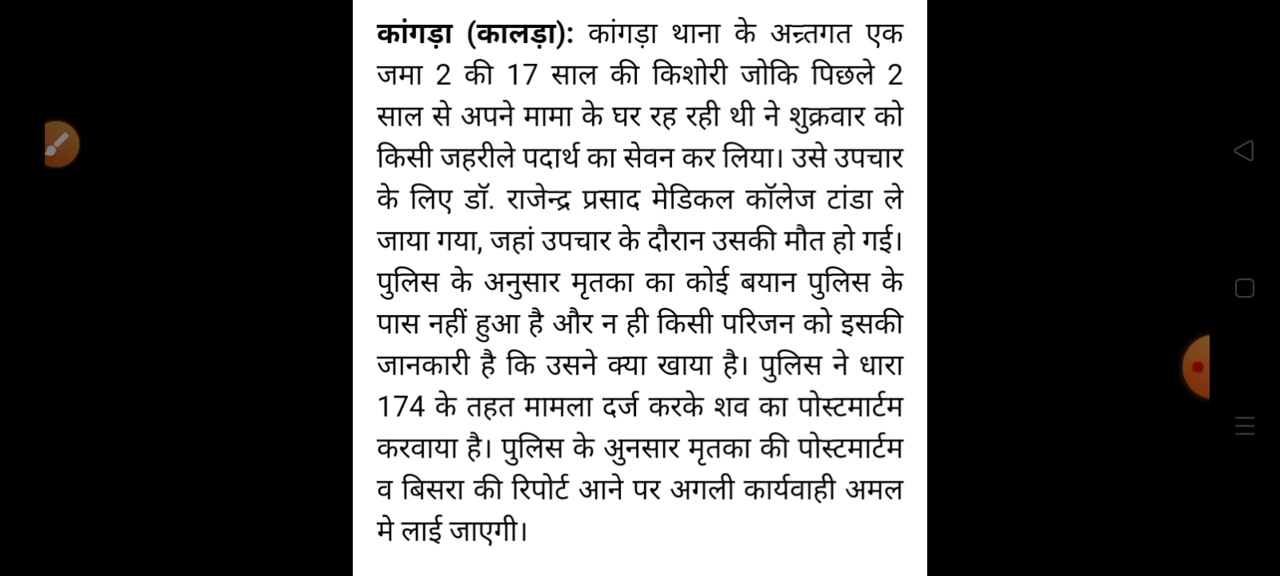 कांगड़ा (कालड़ा): कांगड़ा थाना के अन्र्तगत एक
जमा 2 की 17 साल की किशोरी जोकि पिछले 2
साल से अपने मामा के घर रह रही थी ने शुक्रवार को
किसी जहरीले पदार्थ का सेवन कर लिया। उसे उपचार
के लिए डॉ. राजेन्द्र प्रसाद मेडिकल कॉलेज टांडा ले
जाया गया, जहां उपचार के दौरान उसकी मौत हो गई।
पुलिस के अनुसार मृतका का कोई बयान पुलिस के
पास नहीं हुआ है और न ही किसी परिजन को इसकी
जानकारी है कि उसने क्या खाया है। पुलिस ने धारा
174 के तहत मामला दर्ज करके शव का पोस्टमार्टम
करवाया है। पुलिस के अुनसार मृतका की पोस्टमार्टम
व बिसरा की रिपोर्ट आने पर अगली कार्यवाही अमल
मे लाई जाएगी।